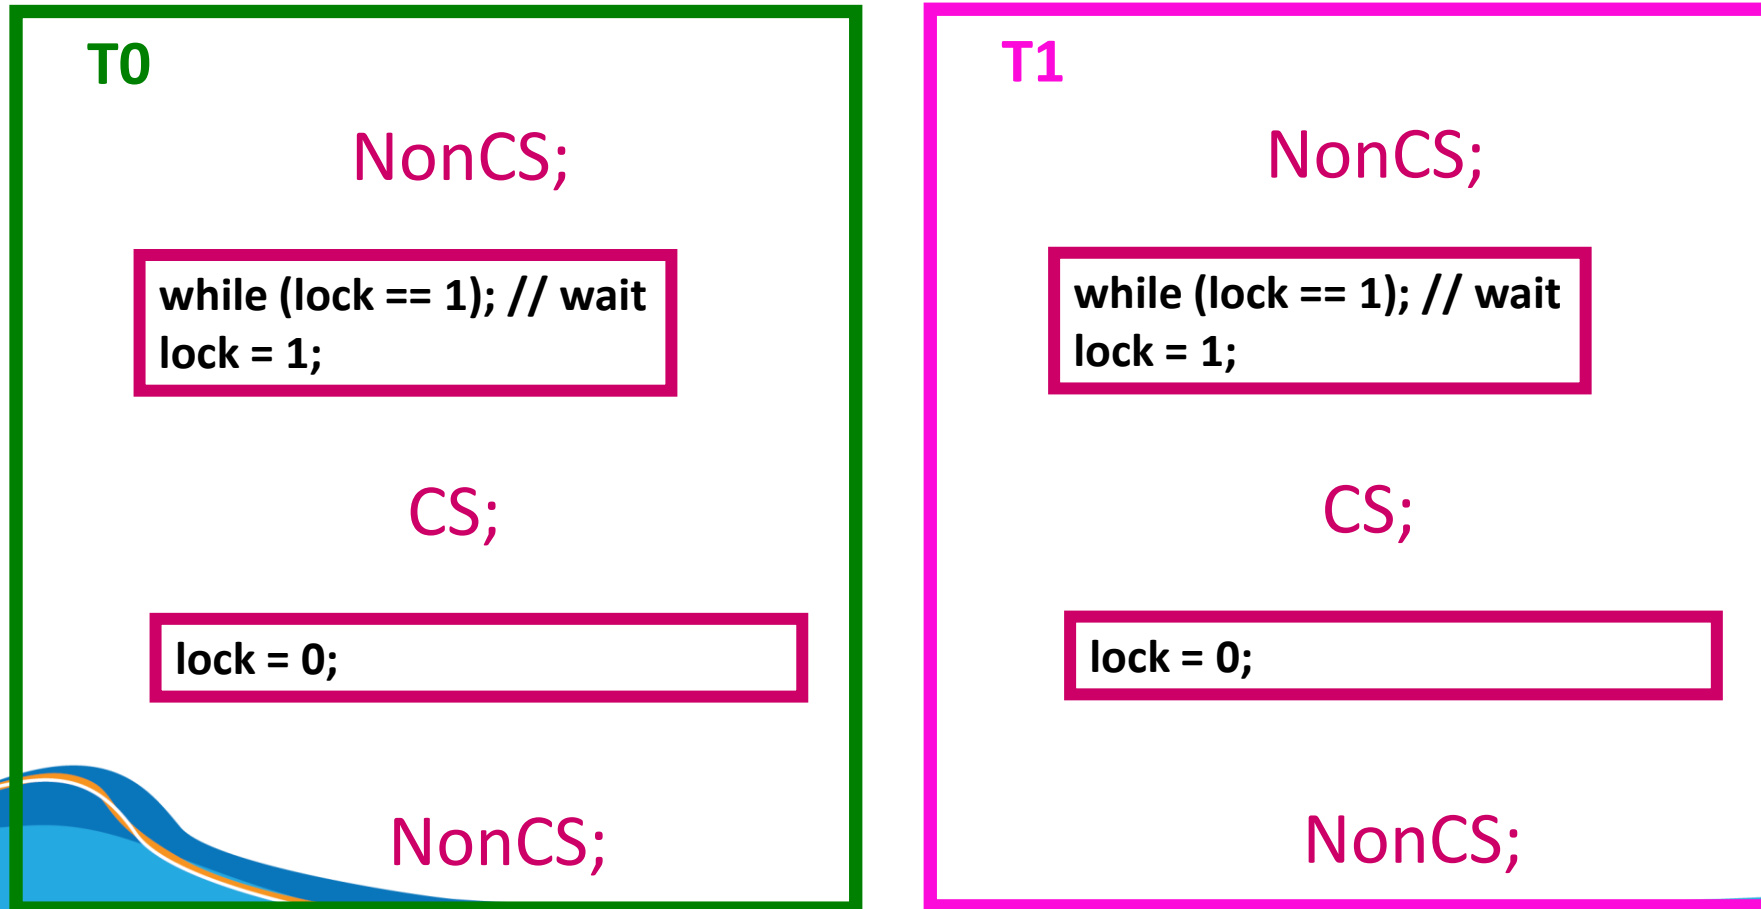 T0
NonCS;
while (lock == 1); // wait
lock = 1;
CS;
lock = 0;
NonCS;
T1
NonCS;
while (lock == 1); // wait
lock = 1;
CS;
lock = 0;
NonCS;